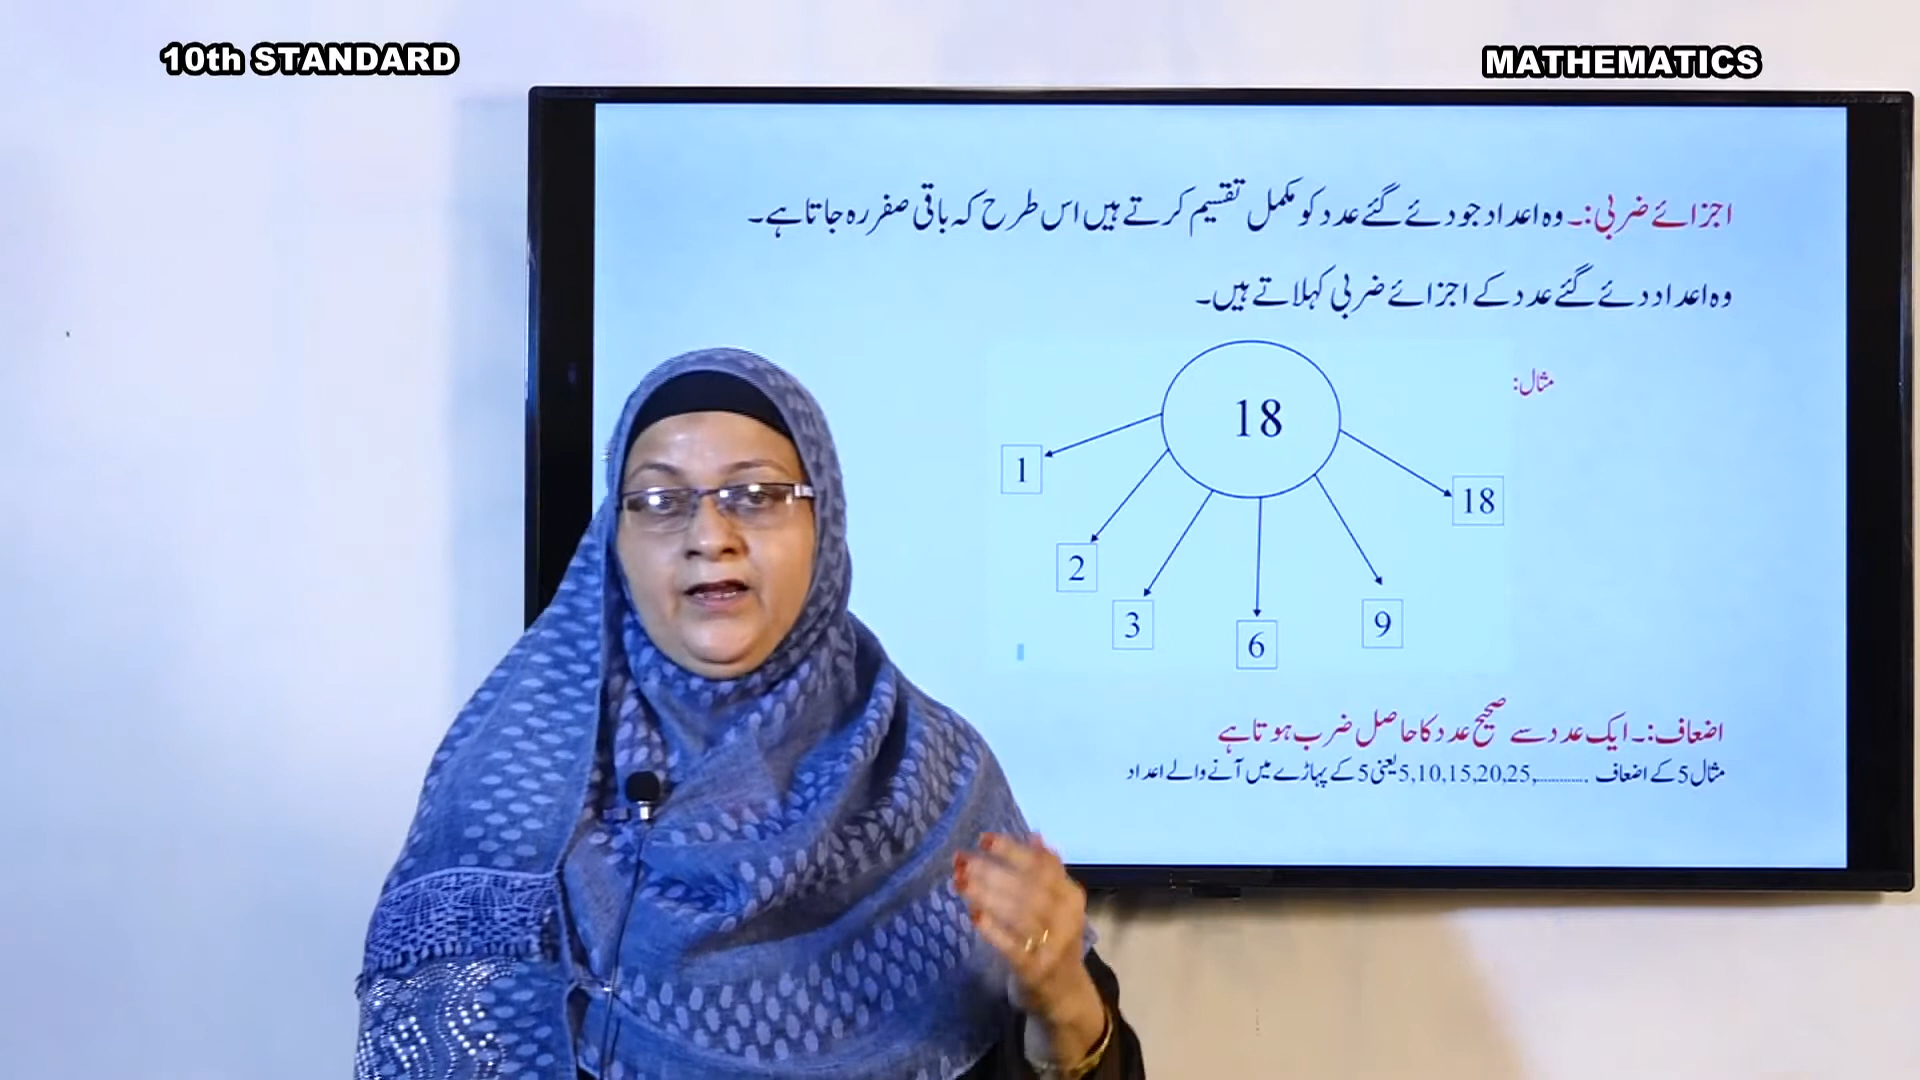 10th STANDARD
MATHEMATICS
اجزائے ضربی:۔ وہ اعداد جو دئے گئے عدد کو مکمل تقسیم کرتے ہیں اس طرح کہ باقی صفر رہ جاتا ہے۔
وہ اعداد دئے گئے عدد کے اجزائے ضربی کہلاتے ہیں۔
مثال:
18
1
18
2
3
6
9
اضعاف:۔ ایک عدد سے صحیح عدد کا حاصل ضرب ہوتا ہے
مثال 5 کے اضعاف 5,10,15,20,25,............ یعنی 5 کے پہاڑے میں آنے والے اعداد